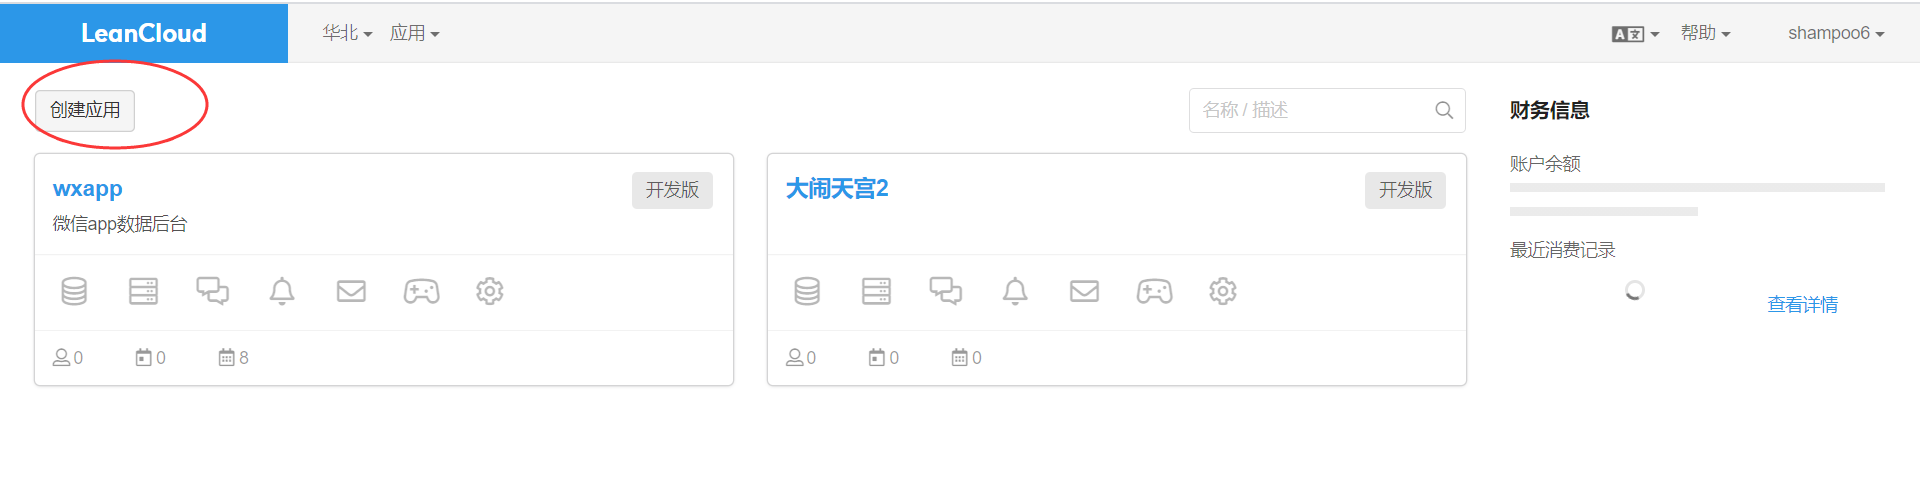 LeanCloud 华北 应用 A文 帮助 shampoo6
创建应用 名称 / 描述
wxapp 开发版
微信app数据后台
0 0 8
大闹天宫2 开发版
0 0 0
财务信息
账户余额
最近消费记录
查看详情